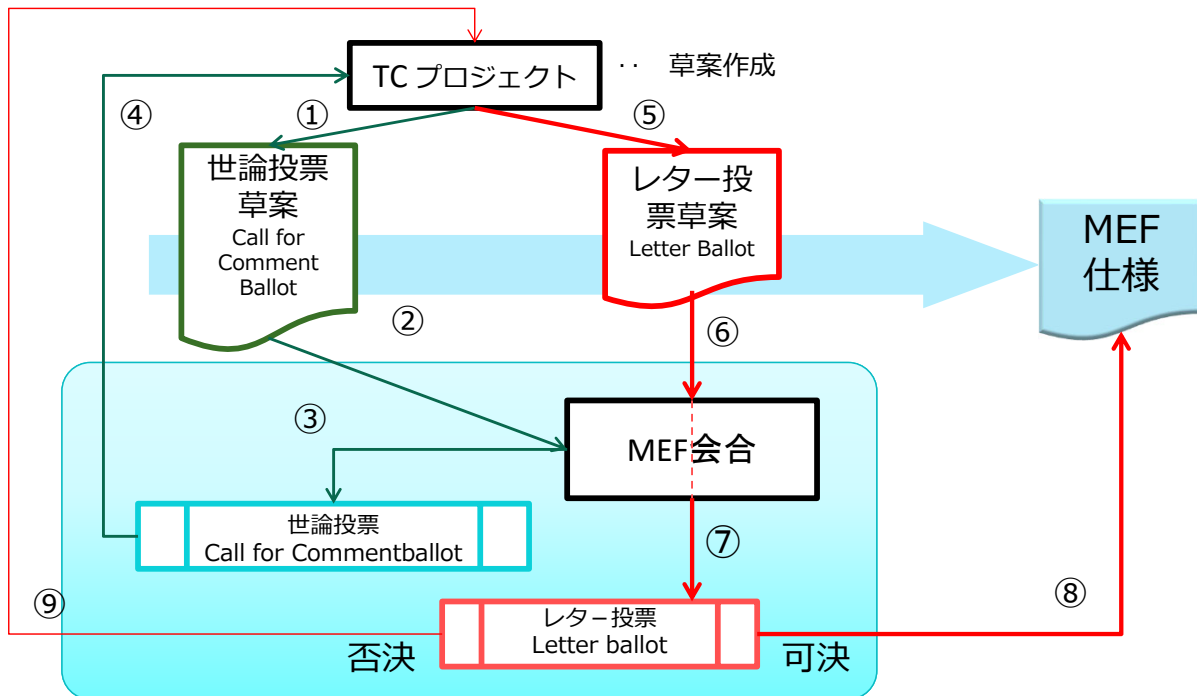 TC プロジェクト
‥ 草案作成
④
①
⑤
世論投票
草案
Call for
Comment
Ballot
レター投
票草案
Letter Ballot
MEF
仕様
②
⑥
③
MEF会合
世論投票
Call for Commentballot
⑦
⑨
⑧
レター投票
Letter ballot
否決
可決